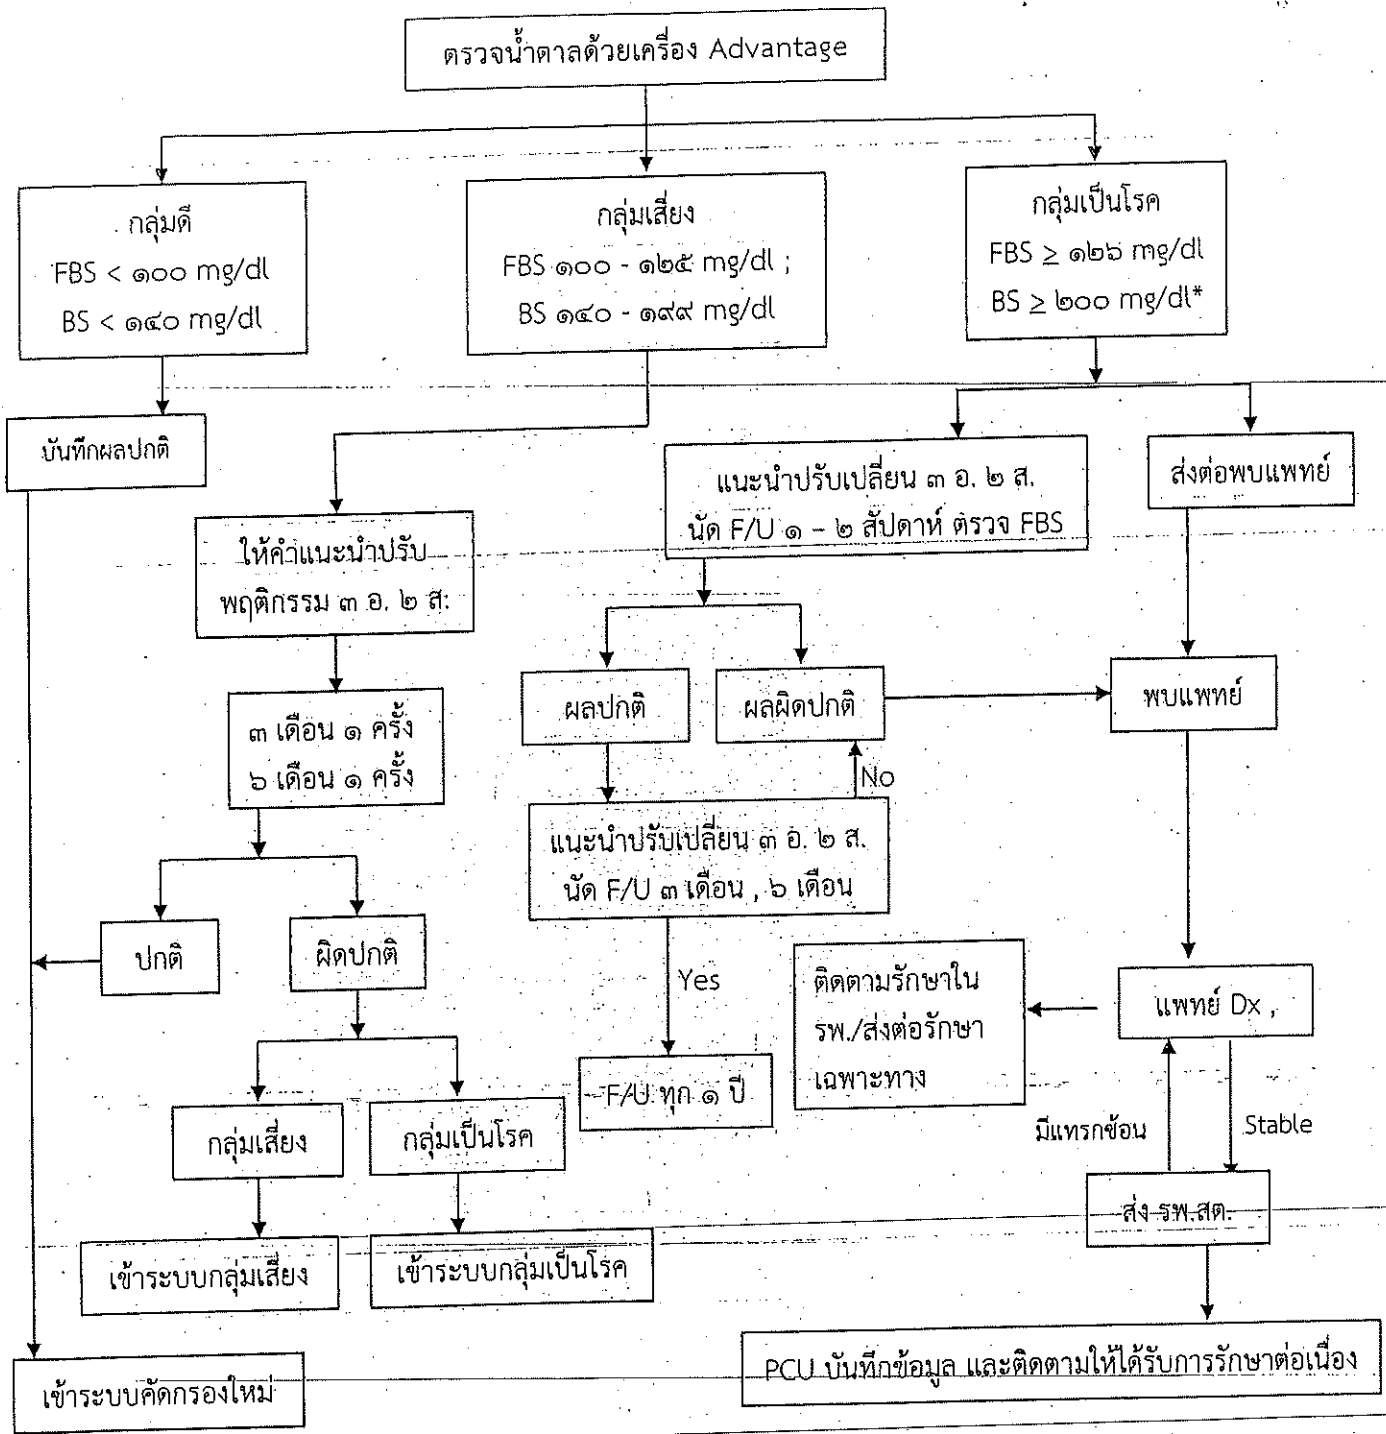 ตรวจน้ำตาลด้วยเครื่อง Advantage
กลุ่มดี
FBS < ๑๐๐ mg/dl
BS < ๑๔๐ mg/dl
กลุ่มเสี่ยง
FBS ๑๐๐ - ๑๒๕ mg/dl ;
BS ๑๔๐ - ๑๙๙ mg/dl
กลุ่มเป็นโรค
FBS ≥ ๑๒๖ mg/dl
BS ≥ ๒๐๐ mg/dl*
บันทึกผลปกติ
แนะนำปรับเปลี่ยน ๓ อ. ๒ ส.
นัด F/U ๑ – ๒ สัปดาห์ ตรวจ FBS
ส่งต่อพบแพทย์
ให้คำแนะนำปรับ
พฤติกรรม ๓ อ. ๒ ส.
๓ เดือน ๑ ครั้ง
๖ เดือน ๑ ครั้ง
ผลปกติ
ผลผิดปกติ
พบแพทย์
No
แนะนำปรับเปลี่ยน ๓ อ. ๒ ส.
นัด F/U ๓ เดือน , ๖ เดือน
ปกติ
ผิดปกติ
Yes
ติดตามรักษาใน
รพ./ส่งต่อรักษา
เฉพาะทาง
แพทย์ Dx ,
F/U ทุก ๑ ปี
มีแทรกซ้อน
Stable
กลุ่มเสี่ยง
กลุ่มเป็นโรค
ส่ง รพ.สต.
เข้าระบบกลุ่มเสี่ยง
เข้าระบบกลุ่มเป็นโรค
PCU บันทึกข้อมูล และติดตามให้ได้รับการรักษาต่อเนื่อง
เข้าระบบคัดกรองใหม่